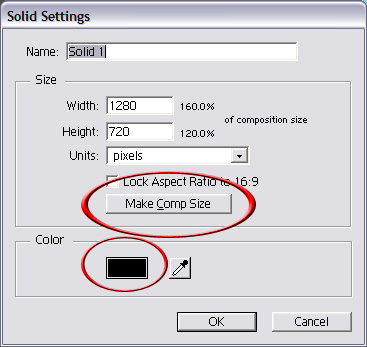 Solid Settings
Name: Solid 1
Size
Width: 1280 160.0%
of composition size
Height: 720 120.0%
Units: pixels
Lock Aspect Ratio to 16:9
Make Comp Size
Color
OK Cancel